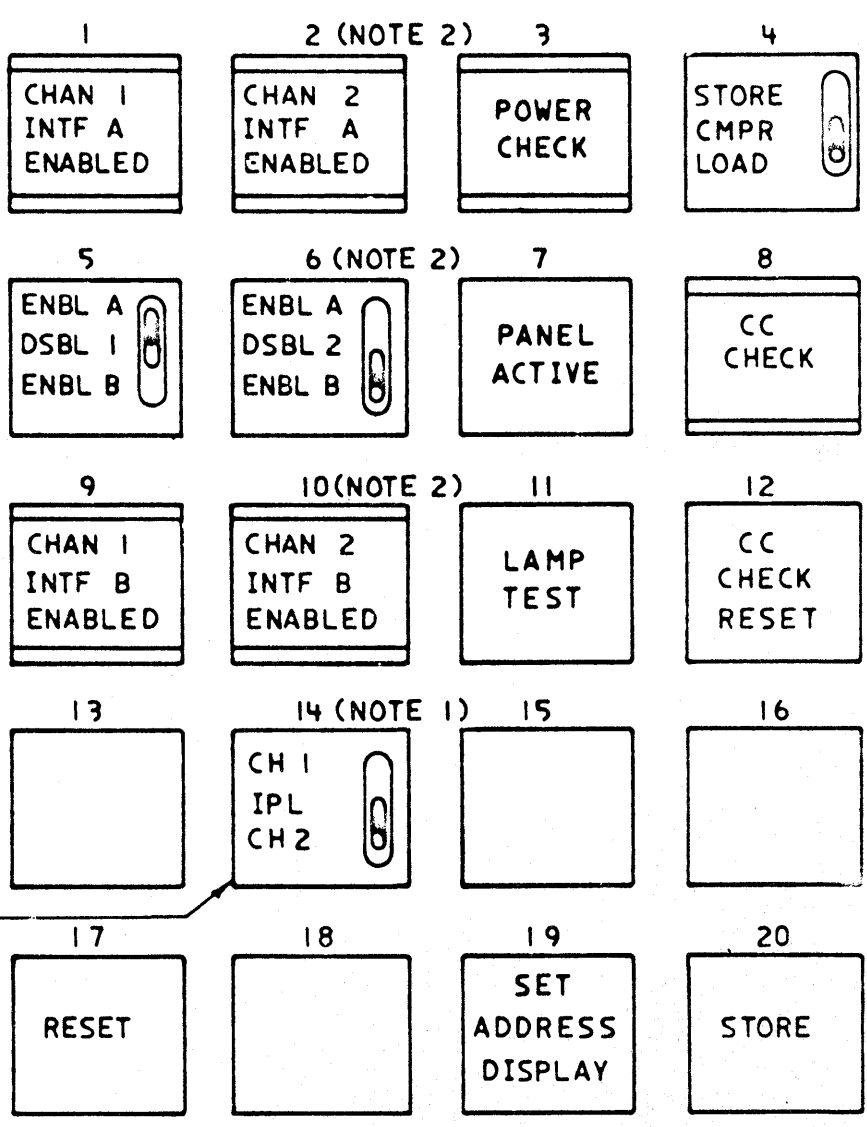 1 2 (NOTE 2) 3 4
CHAN 1
INTF A
ENABLED
CHAN 2
INTF A
ENABLED
POWER
CHECK
STORE
CMPR
LOAD
5 6 (NOTE 2) 7 8
ENBL A
DSBL 1
ENBL B
ENBL A
DSBL 2
ENBL B
PANEL
ACTIVE
CC
CHECK
9 10 (NOTE 2) 11 12
CHAN 1
INTF B
ENABLED
CHAN 2
INTF B
ENABLED
LAMP
TEST
CC
CHECK
RESET
13 14 (NOTE 1) 15 16
CH 1
IPL
CH 2
17 18 19 20
RESET
SET
ADDRESS
DISPLAY
STORE